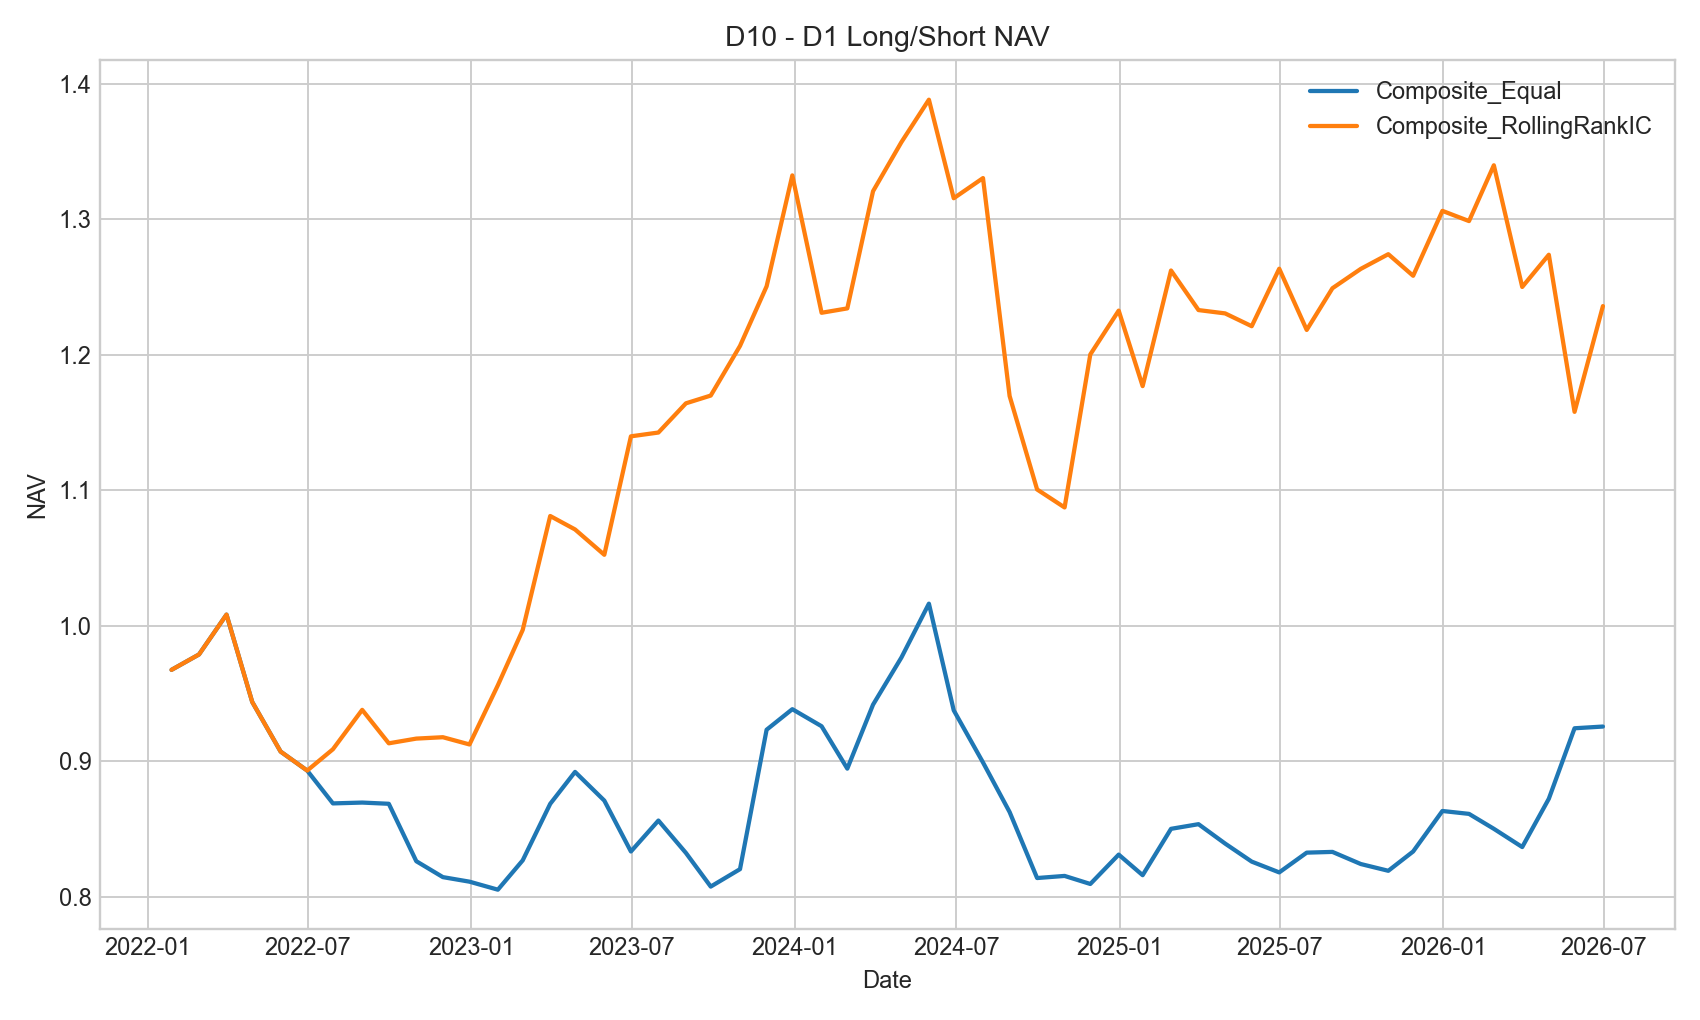 D10 - D1 Long/Short NAV
Composite_Equal
Composite_RollingRankIC
1.4
1.3
1.2
1.1
1.0
0.9
0.8
NAV
2022-01 2022-07 2023-01 2023-07 2024-01 2024-07 2025-01 2025-07 2026-01 2026-07
Date